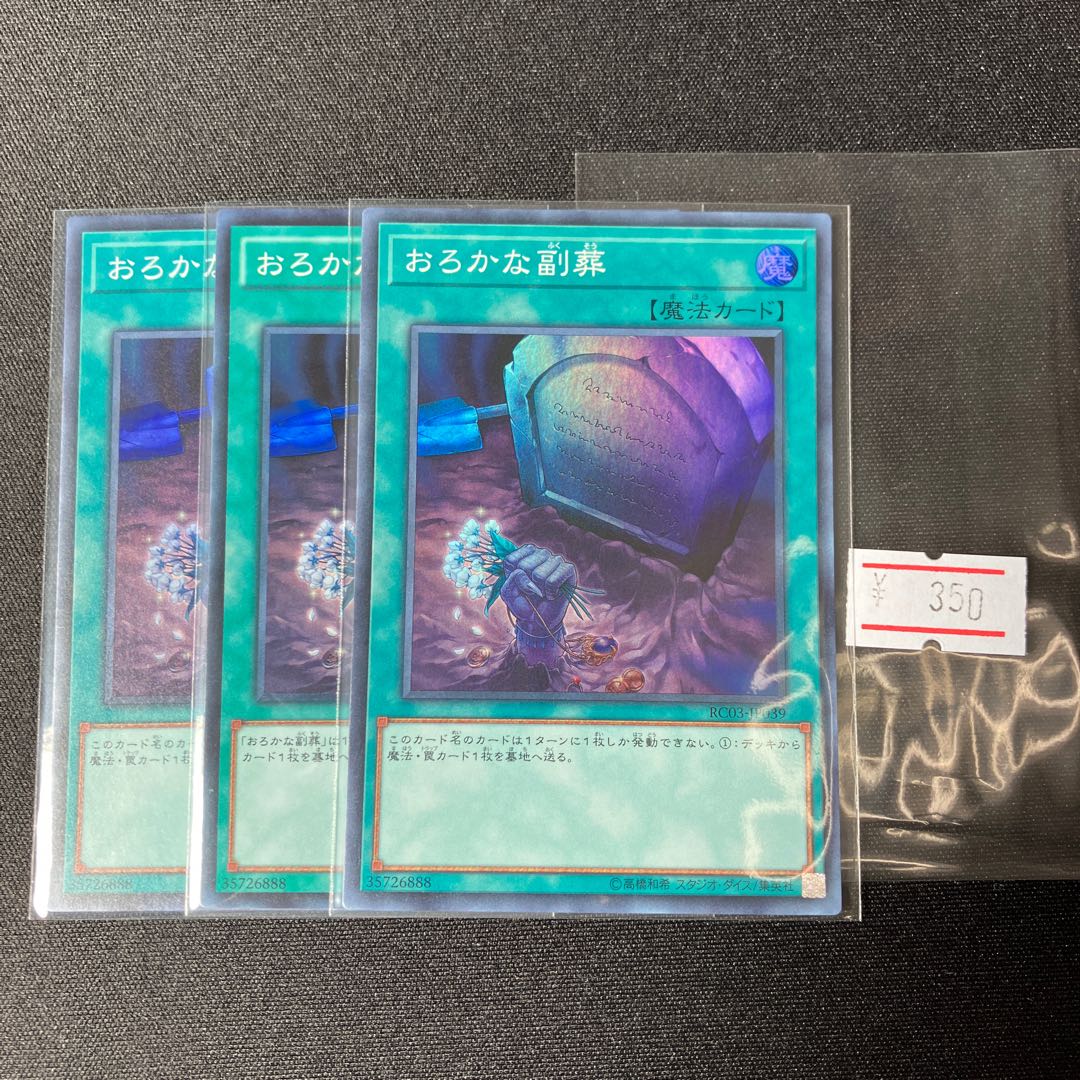 おろかな
このカード名のカ
魔法・罠カード1枚
35726888
おろか
「おろかな副葬」は1
カード1枚を墓地へ
35726888
おろかな副葬
魔
【魔法カード】
RC03-JP039
このカード名のカードは1ターンに1枚しか発動できない。①:デッキから
魔法・罠カード1枚を墓地へ送る。
35726888
©高橋和希 スタジオ・ダイス/集英社
¥ 350